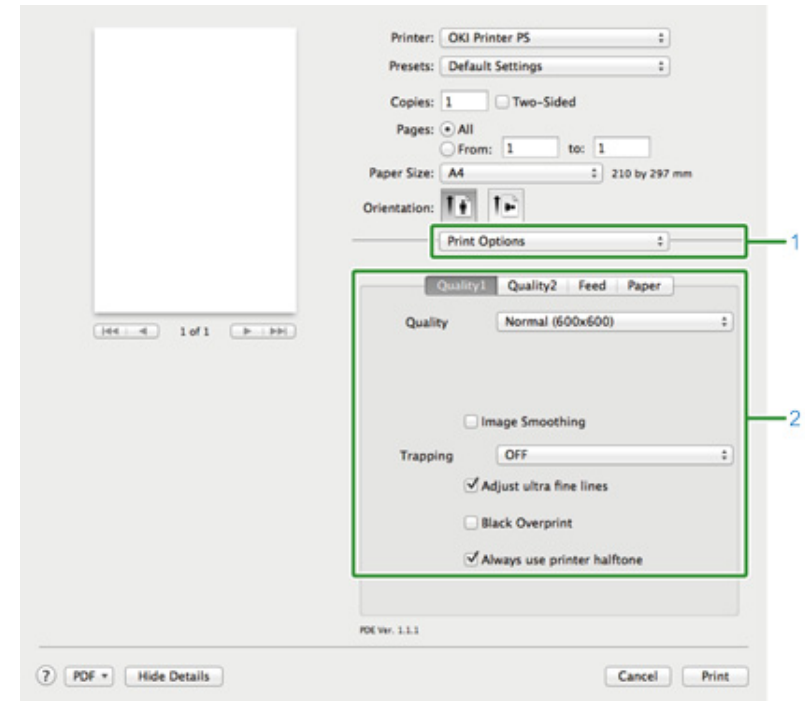 Printer: OKI Printer PS
Presets: Default Settings
Copies: 1 Two-Sided
Pages: All
From: 1 to: 1
Paper Size: A4 210 by 297 mm
Orientation:
Print Options 1
Quality1 Quality2 Feed Paper
1 of 1
Quality Normal (600x600)
Image Smoothing 2
Trapping OFF
Adjust ultra fine lines
Black Overprint
Always use printer halftone
PDE Ver. 1.1.1
? PDF Hide Details Cancel Print